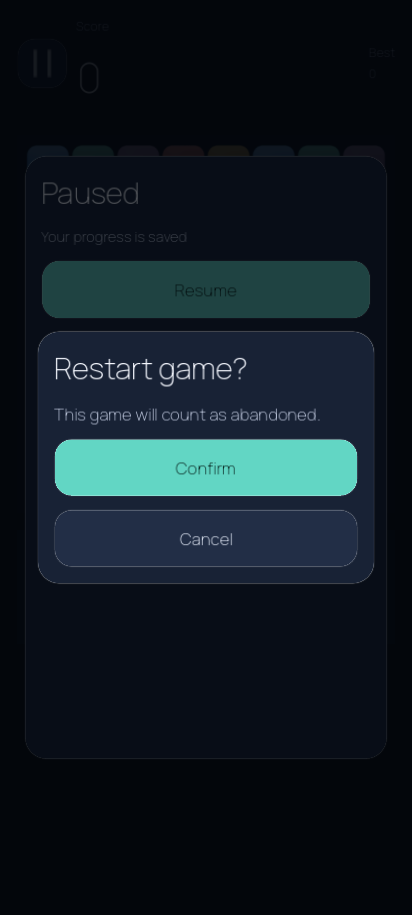 Score
Best
0
0
Paused
Your progress is saved
Resume
Restart game?
This game will count as abandoned.
Confirm
Cancel